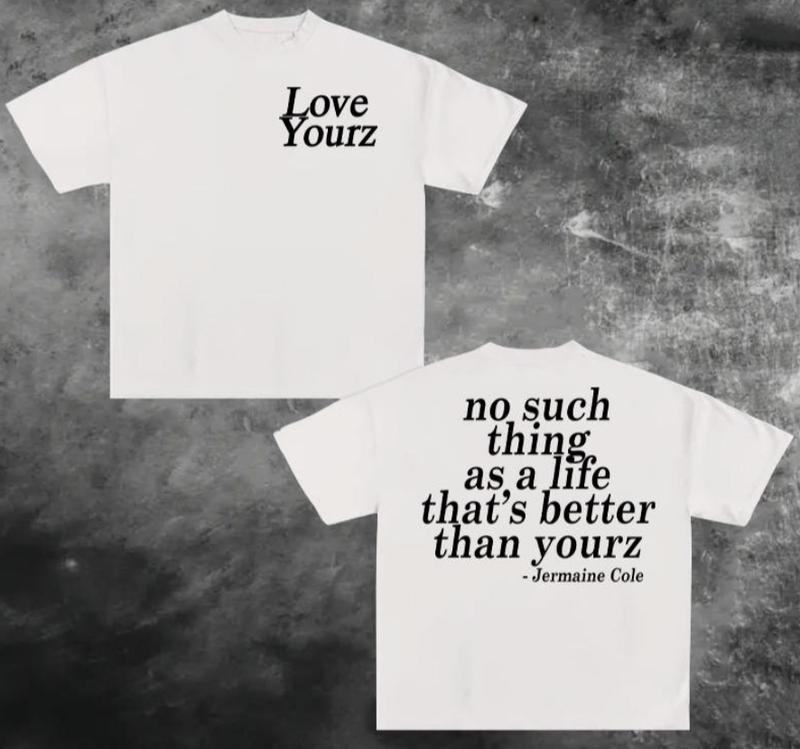 Love
Yourz
no such
thing
as a life
that's better
than yourz
- Jermaine Cole